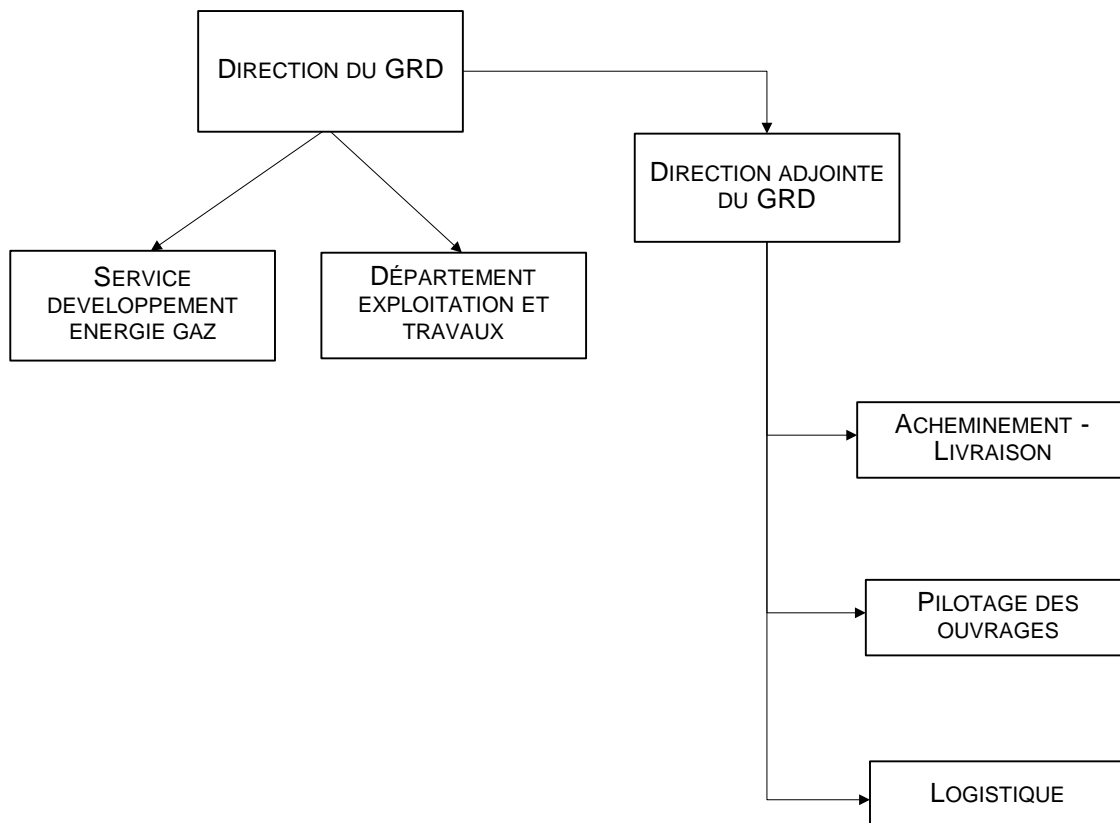 DIRECTION DU GRD
DIRECTION ADJOINTE
DU GRD
SERVICE
DEVELOPPEMENT
ENERGIE GAZ
DÉPARTEMENT
EXPLOITATION ET
TRAVAUX
ACHEMINEMENT -
LIVRAISON
PILOTAGE DES
OUVRAGES
LOGISTIQUE